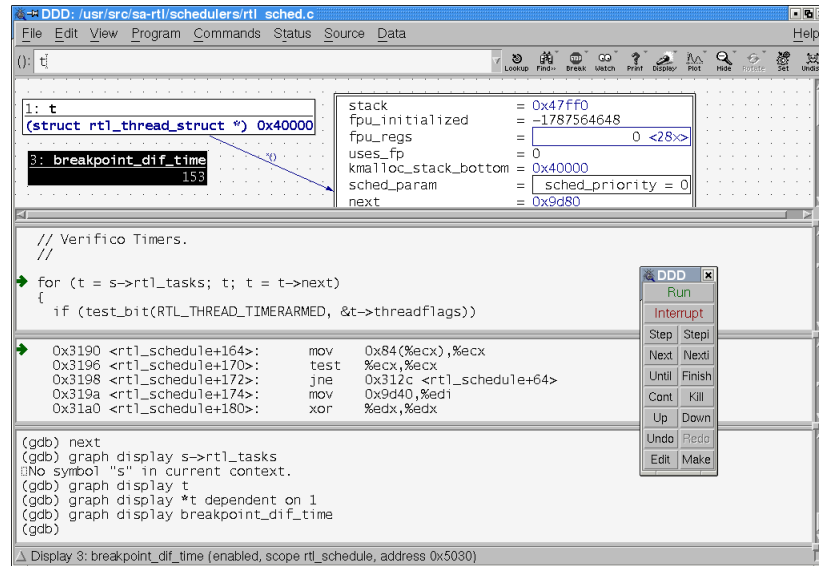 DDD: /usr/src/sa-rtl/schedulers/rtl_sched.c
File Edit View Program Commands Status Source Data Help
(): t
Lookup Find>> Break Watch Print Display Plot Hide Rotate Set Undis
1: t
(struct rtl_thread_struct *) 0x40000
3: breakpoint_dif_time
153
*()
stack = 0x47ff0
fpu_initialized = -1787564648
fpu_regs = 0 <28x>
uses_fp = 0
kmalloc_stack_bottom = 0x40000
sched_param = sched_priority = 0
next = 0x9d80
// Verifico Timers.
//
for (t = s->rtl_tasks; t; t = t->next)
{
if (test_bit(RTL_THREAD_TIMERARMED, &t->threadflags))
0x3190 <rtl_schedule+164>: mov 0x84(%ecx),%ecx
0x3196 <rtl_schedule+170>: test %ecx,%ecx
0x3198 <rtl_schedule+172>: jne 0x312c <rtl_schedule+64>
0x319a <rtl_schedule+174>: mov 0x9d40,%edi
0x31a0 <rtl_schedule+180>: xor %edx,%edx
DDD
Run
Interrupt
Step Stepi
Next Nexti
Until Finish
Cont Kill
Up Down
Undo Redo
Edit Make
(gdb) next
(gdb) graph display s->rtl_tasks
No symbol "s" in current context.
(gdb) graph display t
(gdb) graph display *t dependent on 1
(gdb) graph display breakpoint_dif_time
(gdb)
Display 3: breakpoint_dif_time (enabled, scope rtl_schedule, address 0x5030)